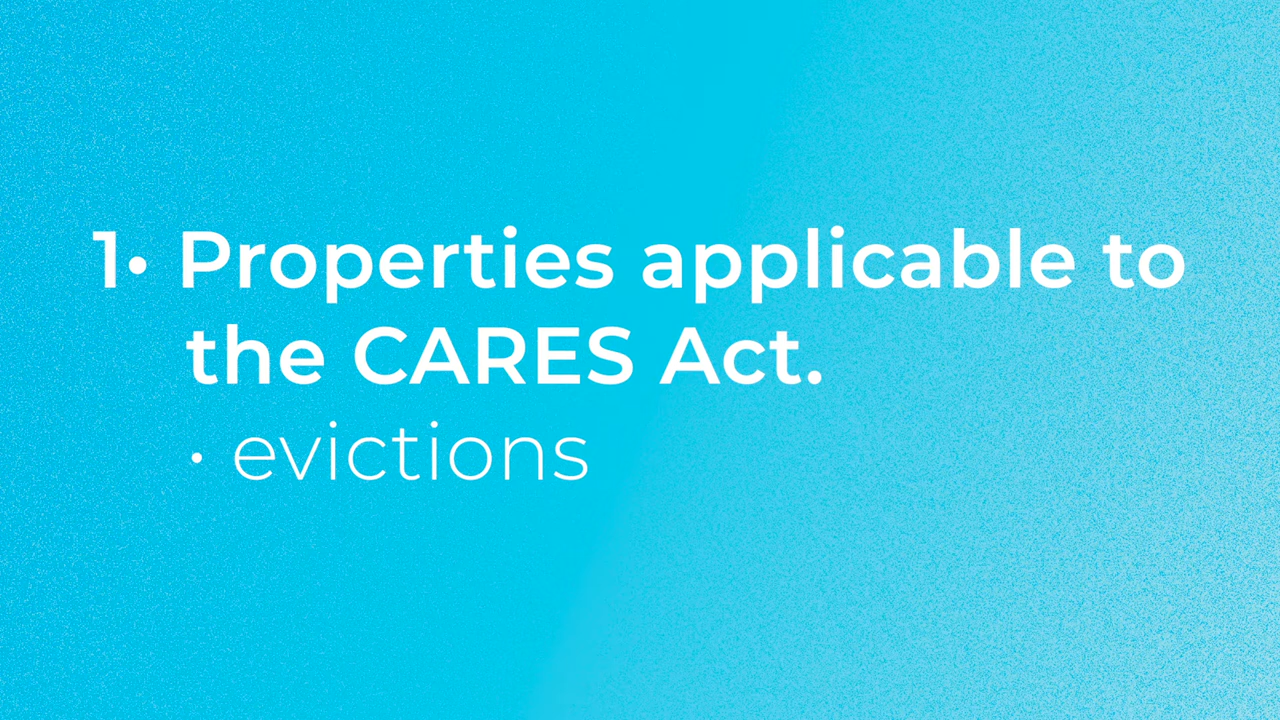 1• Properties applicable to
the CARES Act.
• evictions